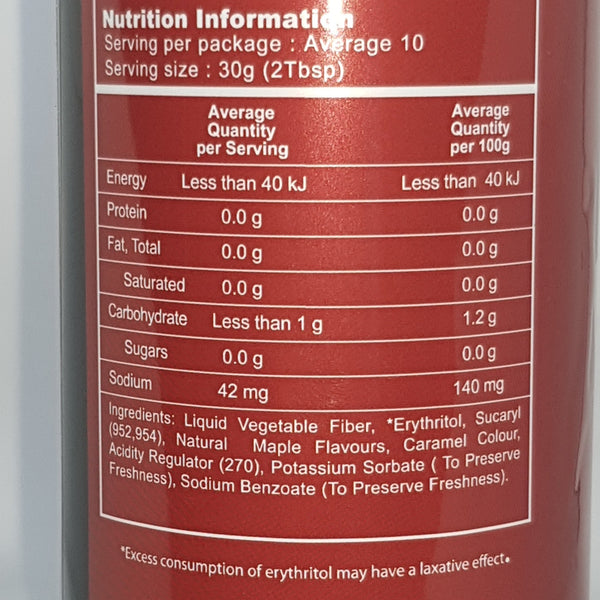 Nutrition Information
Serving per package : Average 10
Serving size : 30g (2Tbsp)
Average Quantity per Serving Average Quantity per 100g
Energy Less than 40 kJ Less than 40 kJ
Protein 0.0 g 0.0 g
Fat, Total 0.0 g 0.0 g
Saturated 0.0 g 0.0 g
Carbohydrate Less than 1 g 1.2 g
Sugars 0.0 g 0.0 g
Sodium 42 mg 140 mg
Ingredients: Liquid Vegetable Fiber, *Erythritol, Sucaryl
(952,954), Natural Maple Flavours, Caramel Colour,
Acidity Regulator (270), Potassium Sorbate ( To Preserve
Freshness), Sodium Benzoate (To Preserve Freshness).
*Excess consumption of erythritol may have a laxative effect.